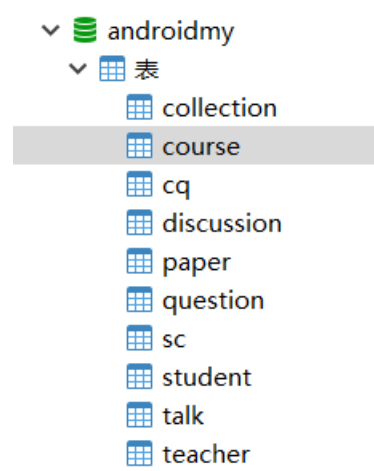 androidmy
表
collection
course
cq
discussion
paper
question
sc
student
talk
teacher